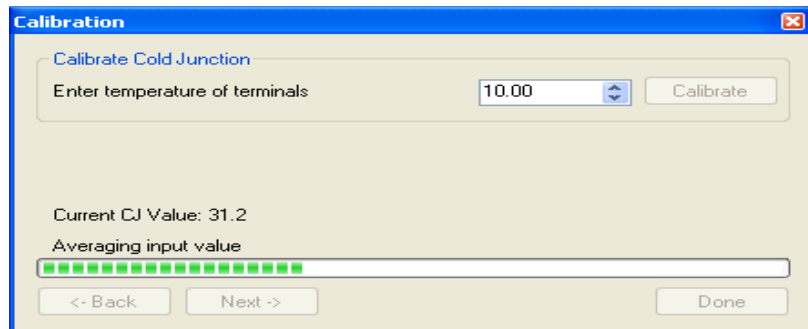 Calibration
Calibrate Cold Junction
Enter temperature of terminals 10.00 Calibrate
Current CJ Value: 31.2
Averaging input value
<- Back Next -> Done